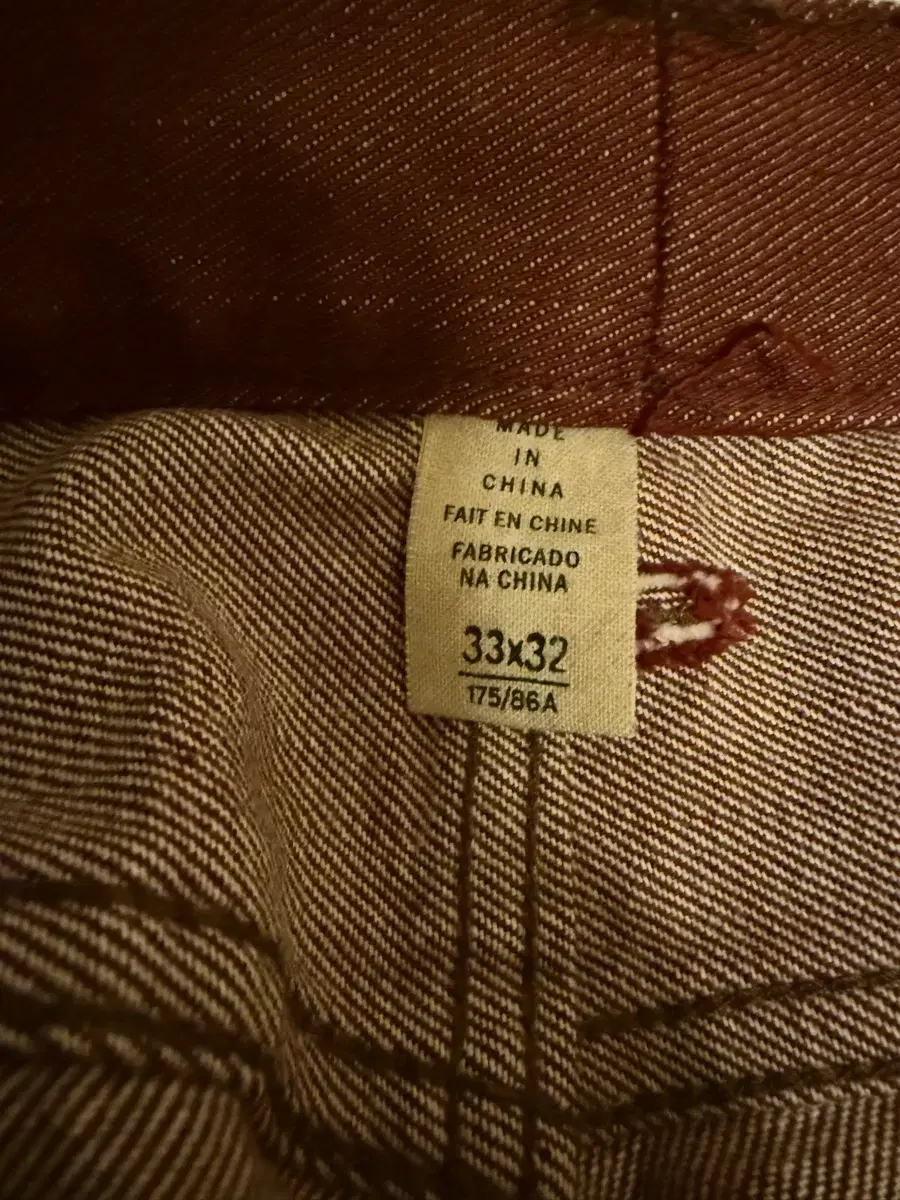 MADE
IN
CHINA
FAIT EN CHINE
FABRICADO
NA CHINA
33x32
175/86A